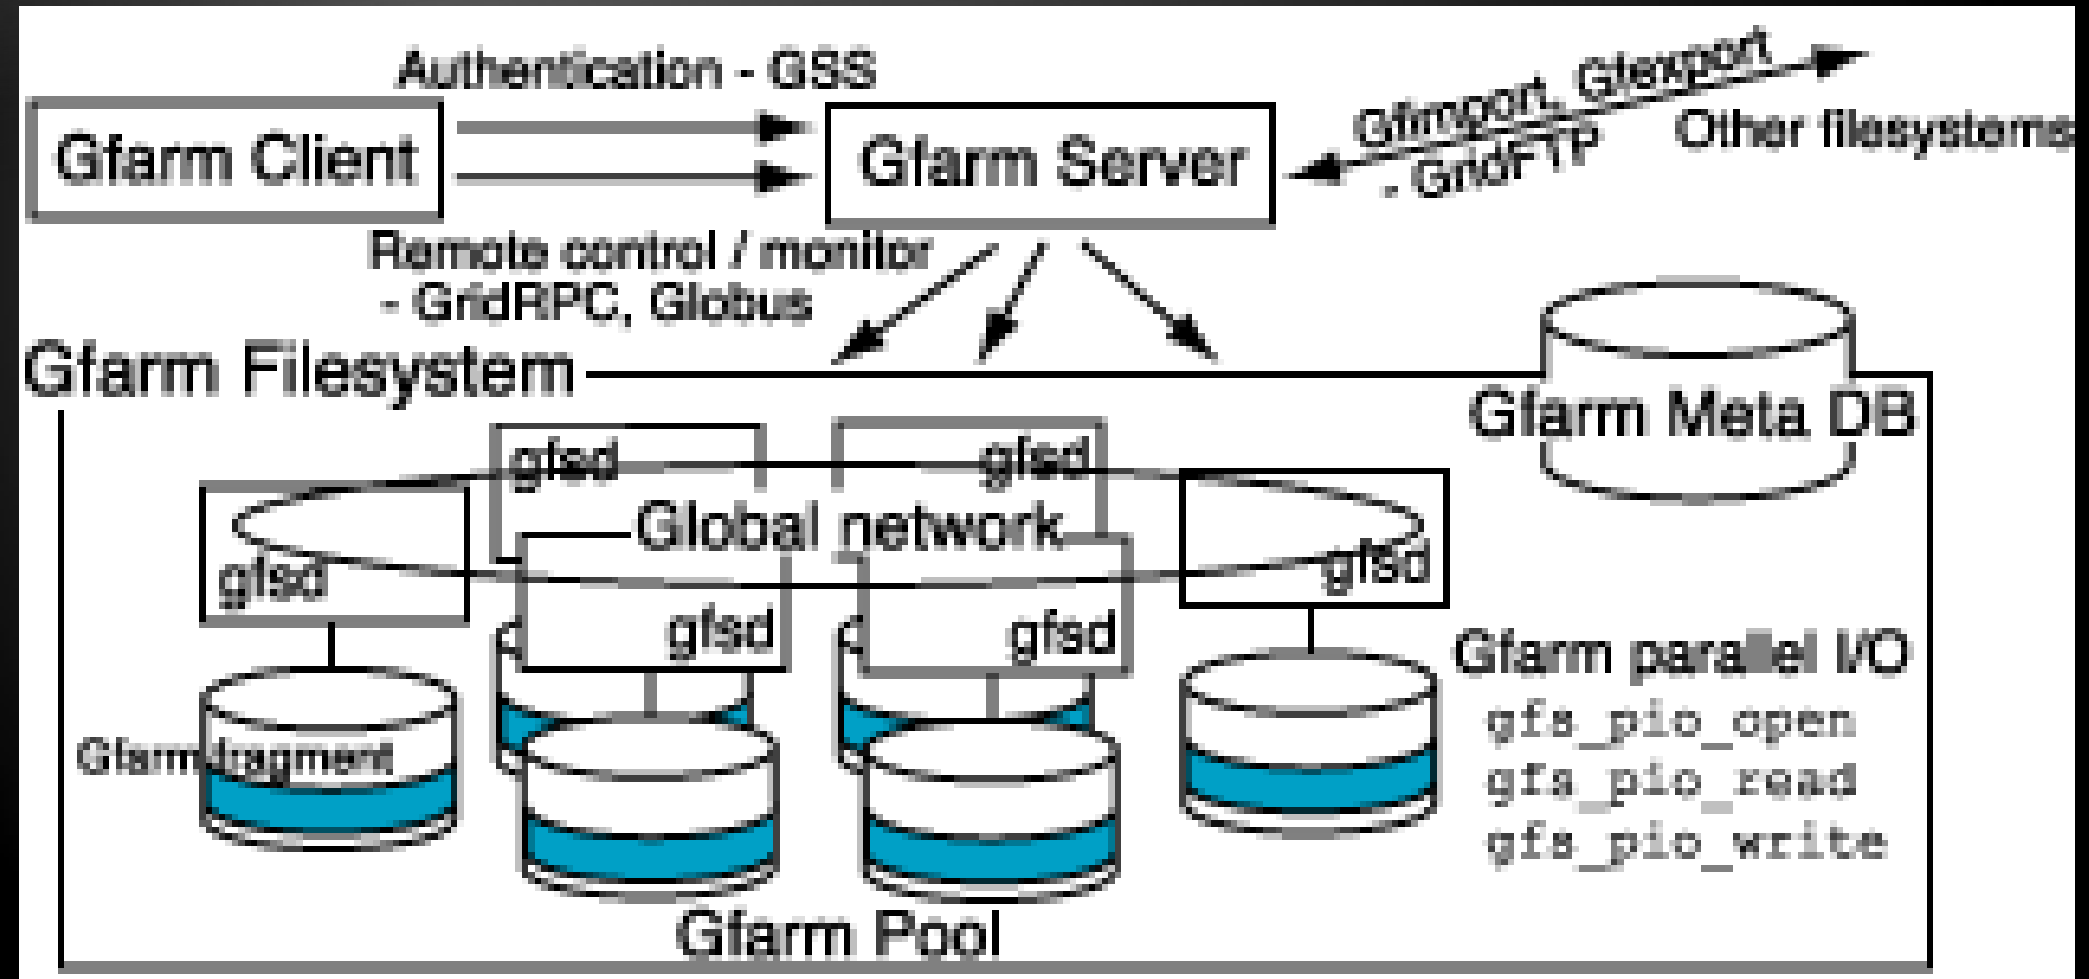 Authentication - GSS
Gfarm Client
Gfarm Server
Gfimport, Gfexport
- GridFTP
Other filesystems
Remote control / monitor
- GridRPC, Globus
Gfarm Filesystem
Gfarm Meta DB
gfsd
gfsd
Global network
gfsd
gfsd
gfsd
gfsd
Gfarm parallel I/O
gfs_pio_open
gfs_pio_read
gfs_pio_write
Gfarm fragment
Gfarm Pool